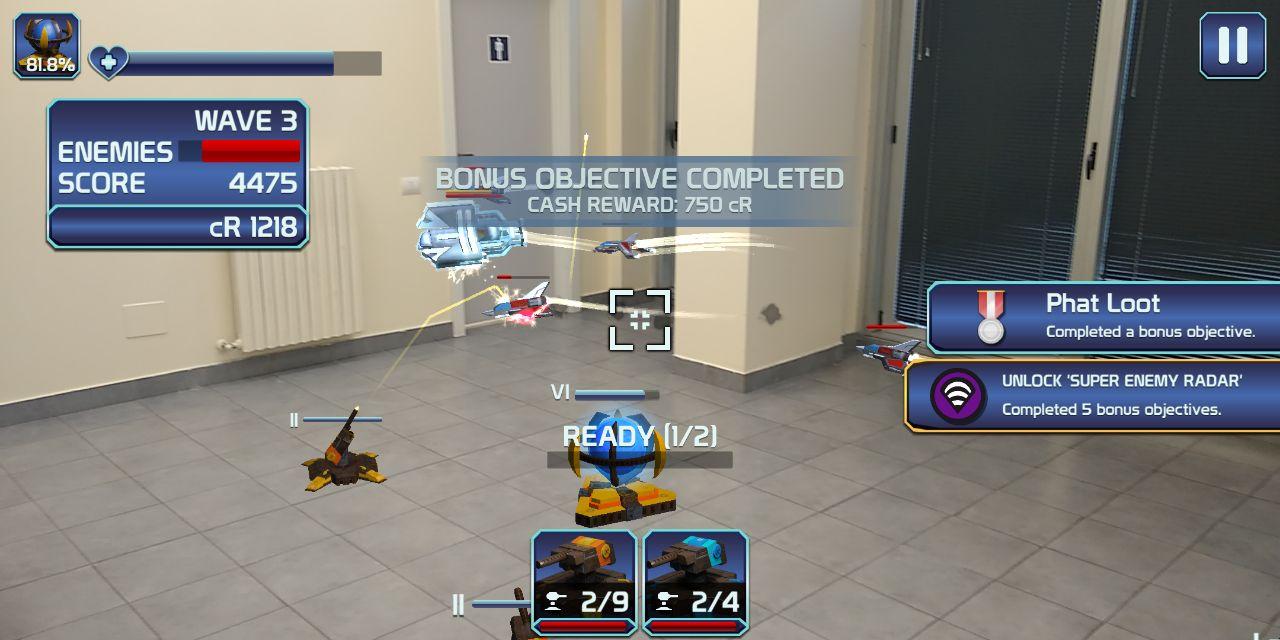 81.8%
WAVE 3
ENEMIES
SCORE 4475
cR 1218
BONUS OBJECTIVE COMPLETED
CASH REWARD: 750 cR
Phat Loot
Completed a bonus objective.
UNLOCK 'SUPER ENEMY RADAR'
Completed 5 bonus objectives.
VI
II
READY (1/2)
II
2/9
2/4